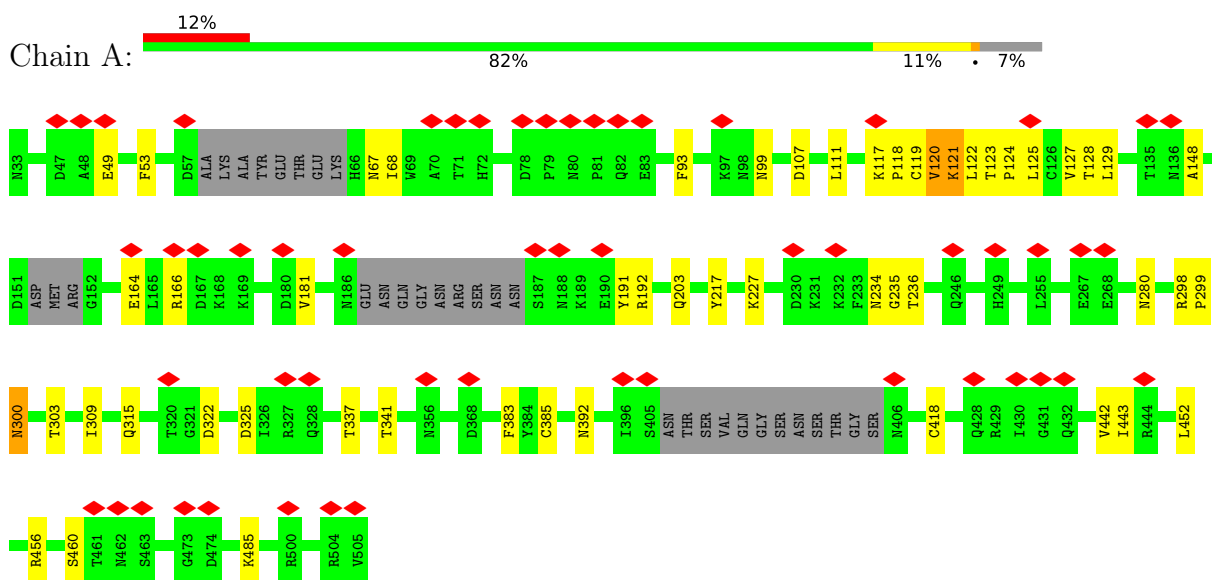 12%
Chain A:
82% 11% • 7%
N33 D47 A48 E49 F53 D57 ALA LYS ALA TYR GLU THR GLU LYS H66 N67 I68 W69 A70 T71 H72 D78 P79 N80 P81 Q82 E83 F93 K97 N98 N99 D107 L111 K117 P118 C119 V120 K121 L122 T123 P124 L125 C126 V127 T128 L129 T135 N136 A148
D151 ASP MET ARG G152 E164 L165 R166 D167 K168 K169 D180 V181 N186 GLU ASN GLN GLY ASN ARG SER ASN ASN S187 N188 K189 E190 Y191 R192 Q203 Y217 K227 D230 K231 K232 F233 N234 G235 T236 Q246 H249 L255 E267 E268 N280 R298 P299
N300 T303 I309 Q315 T320 G321 D322 D325 I326 R327 Q328 T337 T341 N356 D368 F383 Y384 C385 N392 I396 S405 ASN THR SER VAL GLN GLY SER ASN SER THR GLY SER N406 C418 Q428 R429 I430 G431 Q432 V442 I443 R444 L452
R456 S460 T461 N462 S463 G473 D474 K485 R500 R504 V505